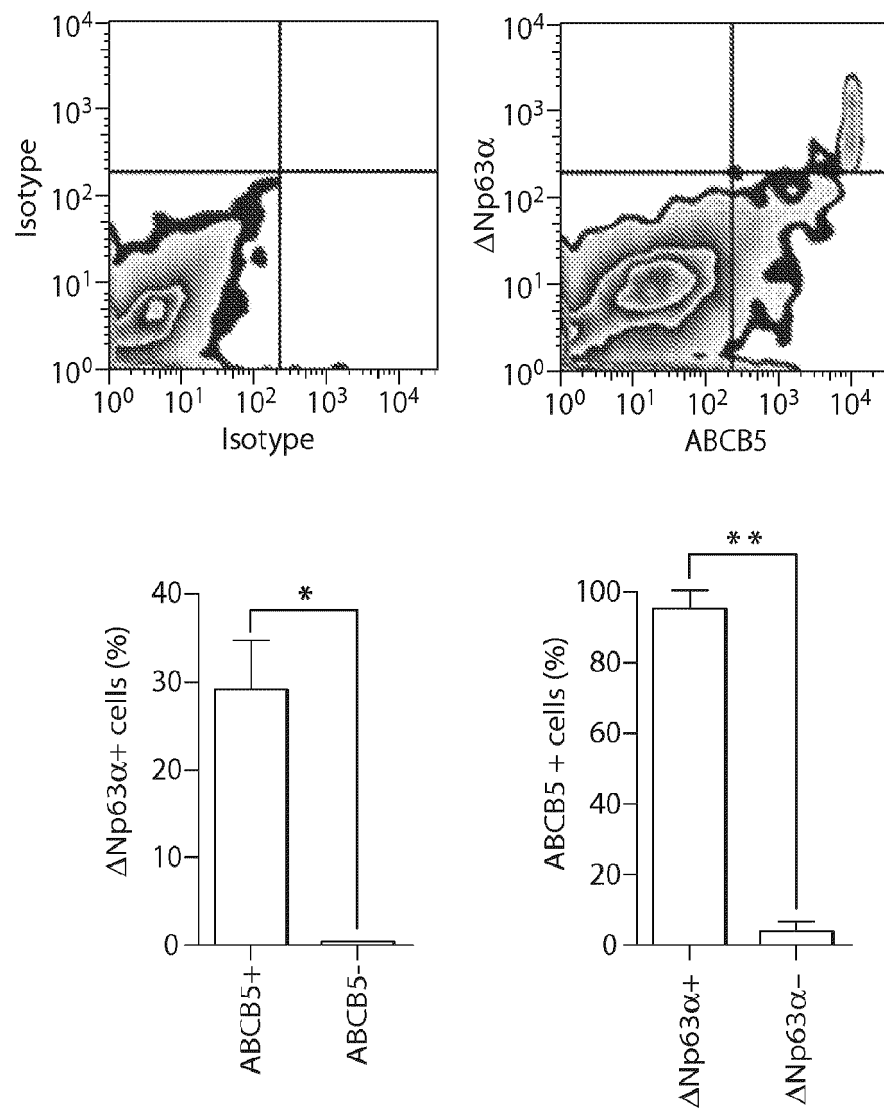 Isotype
10⁴
10³
10²
10¹
10⁰
10⁰ 10¹ 10² 10³ 10⁴
Isotype
ΔNp63α
10⁴
10³
10²
10¹
10⁰
10⁰ 10¹ 10² 10³ 10⁴
ABCB5
ΔNp63α+ cells (%)
40
30
20
10
0
*
ABCB5+
ABCB5-
ABCB5 + cells (%)
100
80
60
40
20
0
**
ΔNp63α+
ΔNp63α−